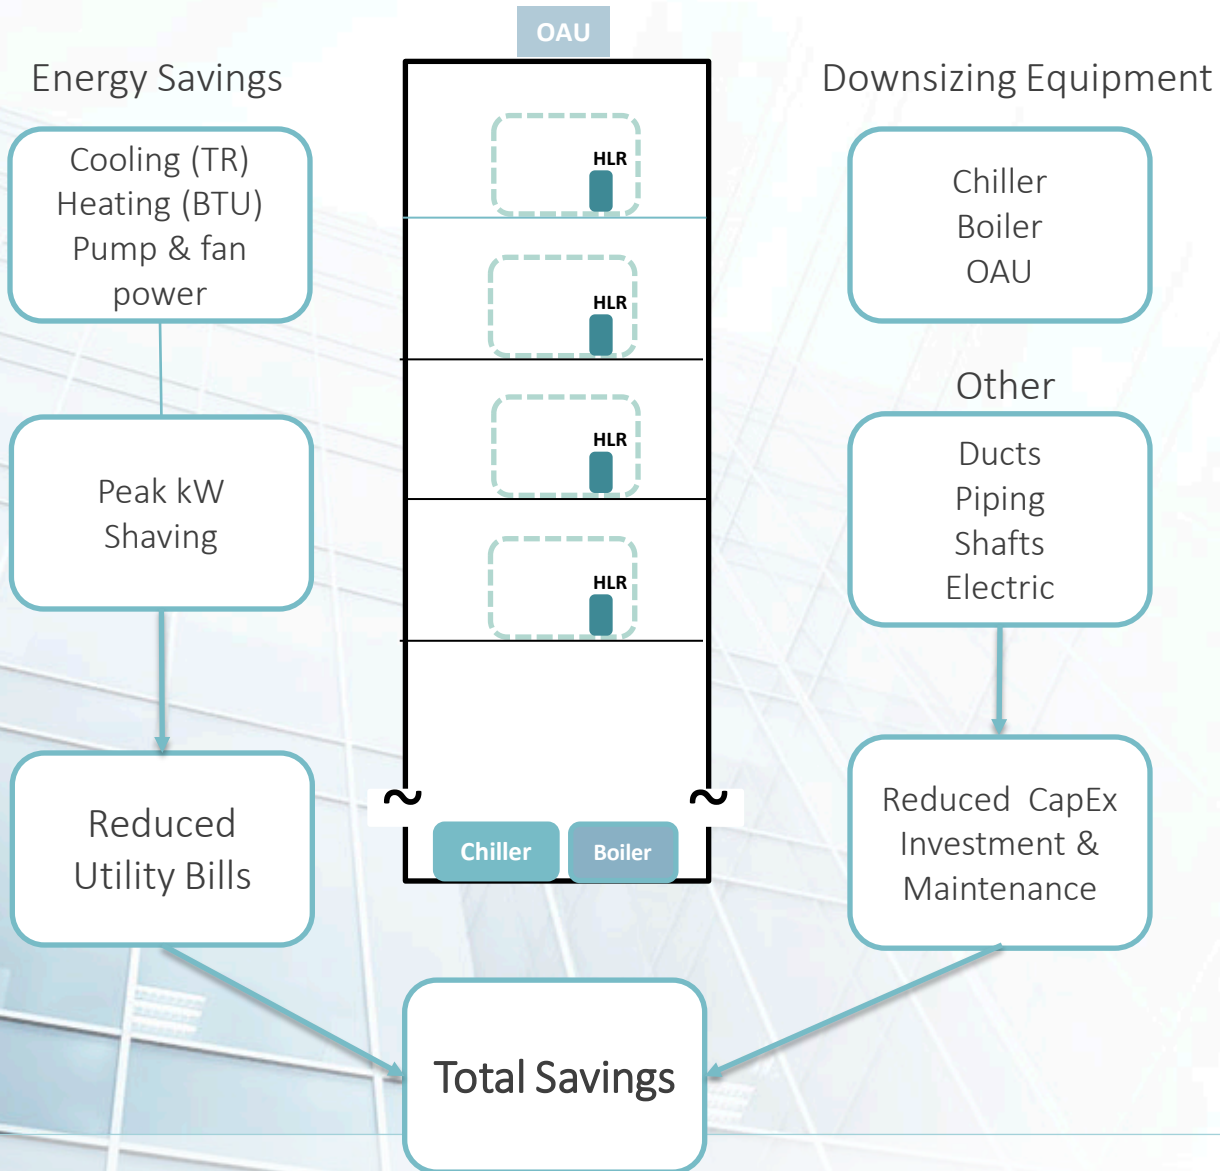 OAU
Energy Savings
Cooling (TR)
Heating (BTU)
Pump & fan
power
Peak kW
Shaving
Reduced
Utility Bills
HLR
HLR
HLR
HLR
~
~
Chiller
Boiler
Downsizing Equipment
Chiller
Boiler
OAU
Other
Ducts
Piping
Shafts
Electric
Reduced CapEx
Investment &
Maintenance
Total Savings